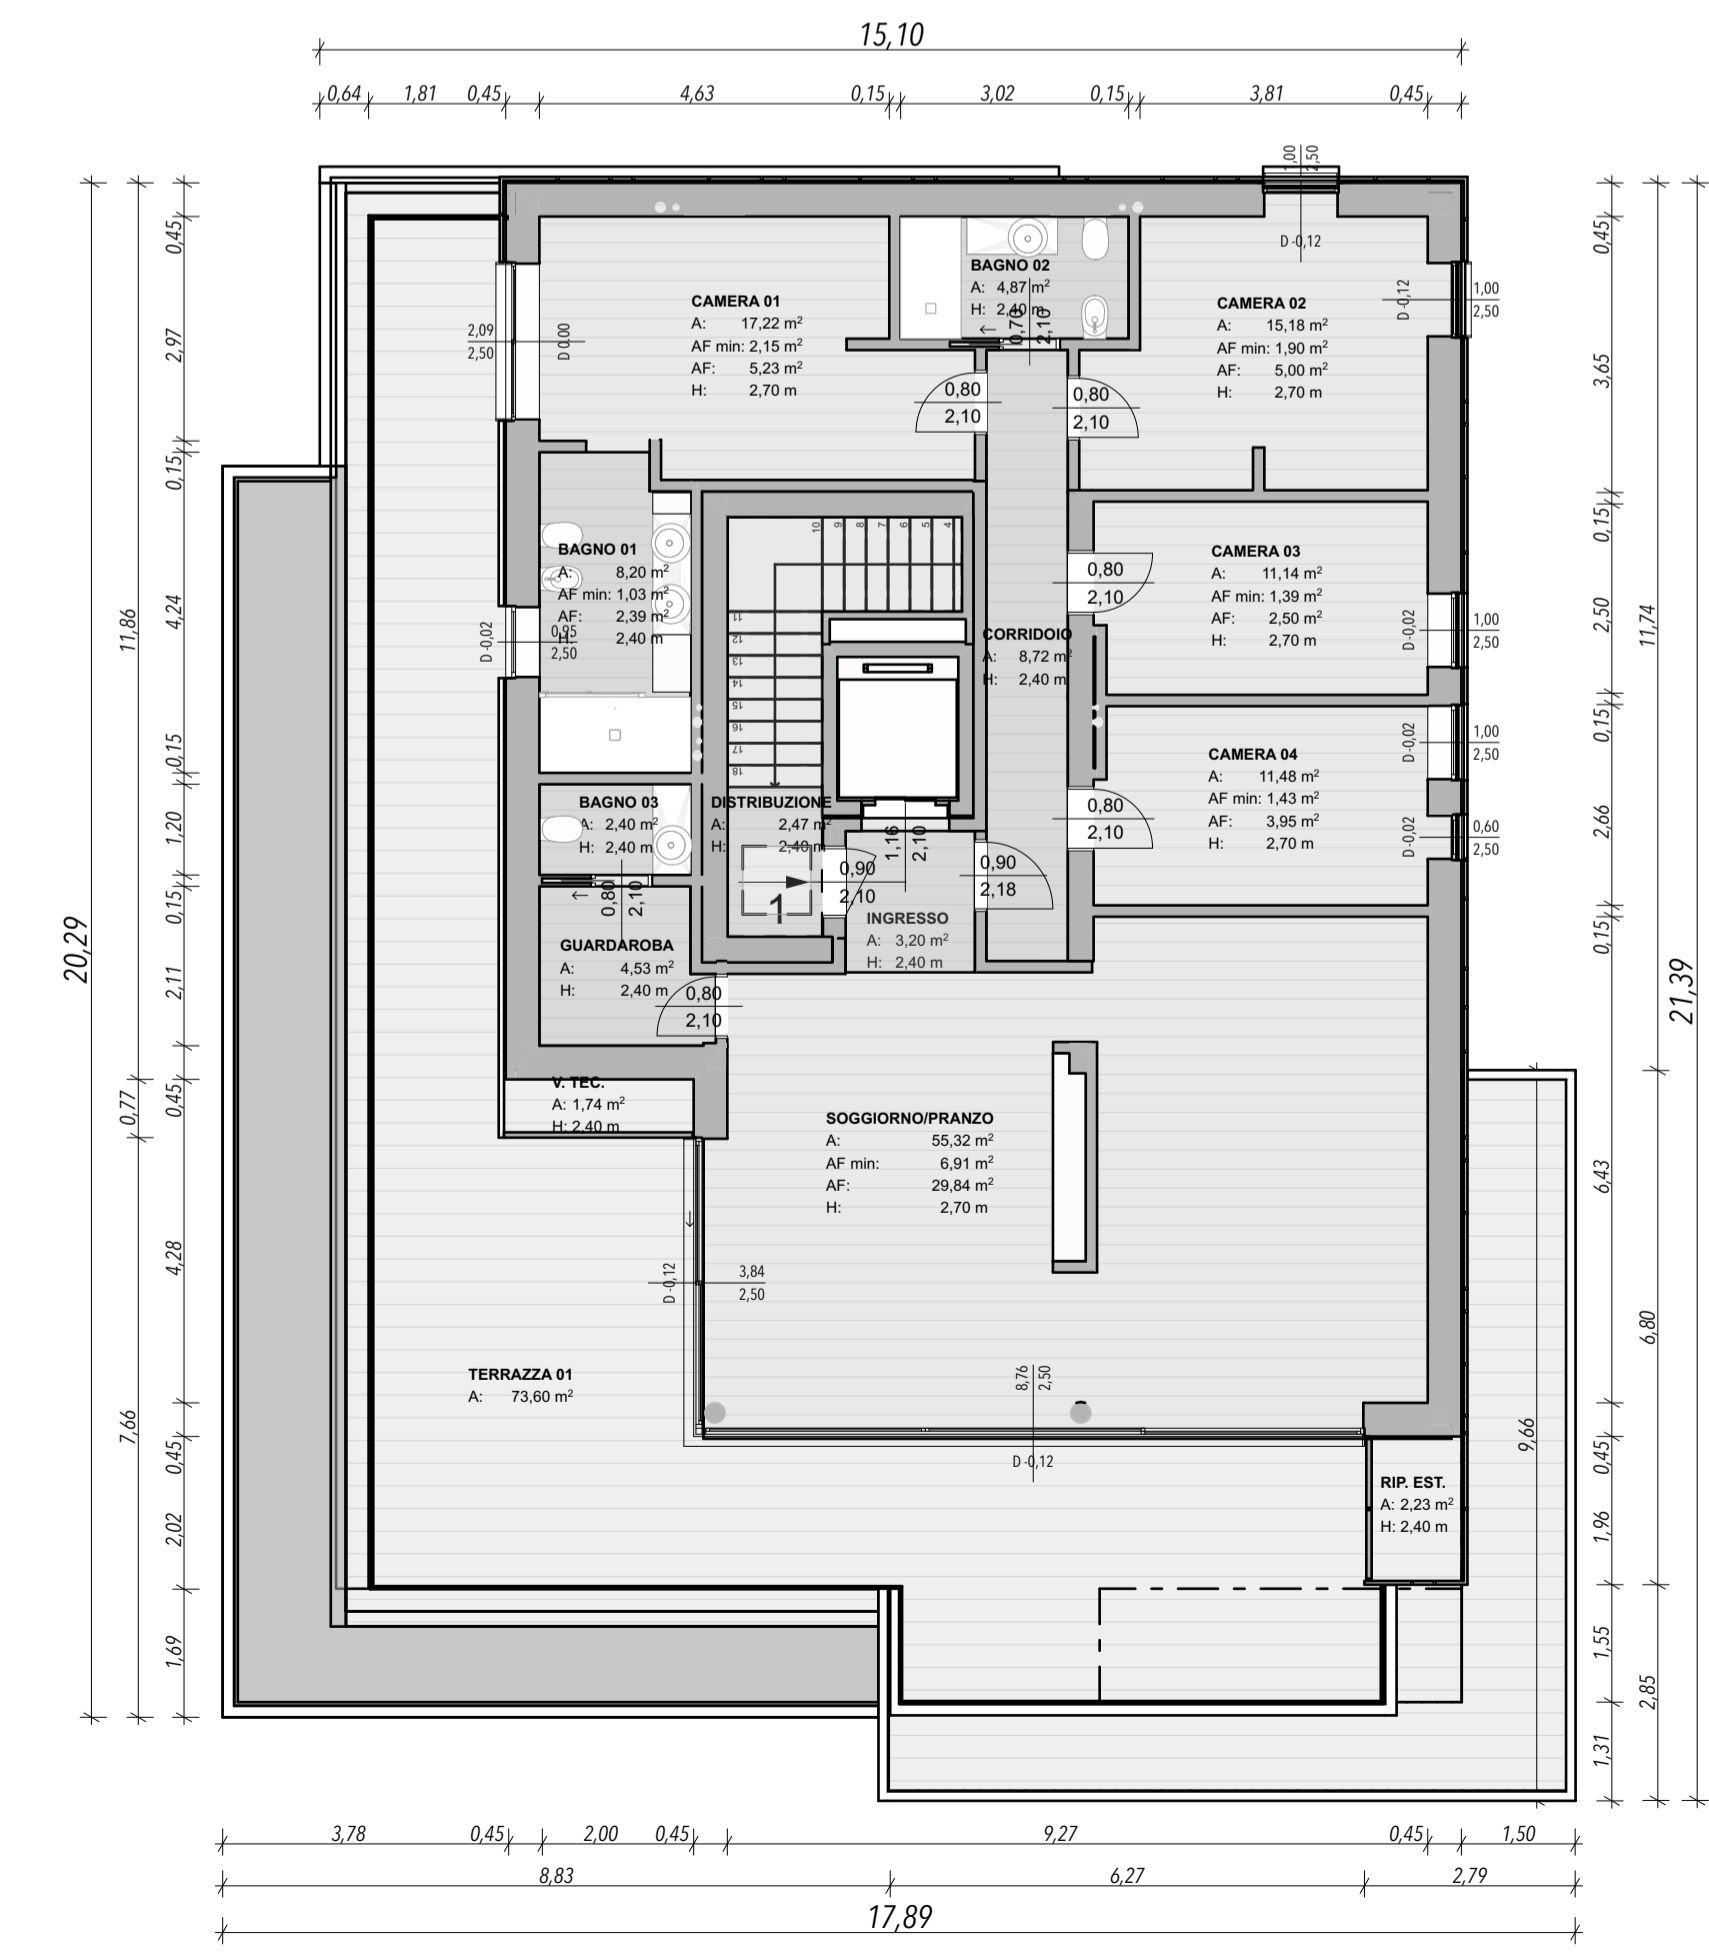 15,10
0,64 1,81 0,45 4,63 0,15 3,02 0,15 3,81 0,45
1,00
2,50
D -0,12
BAGNO 02
A: 4,87 m²
H: 2,40 m
0,70
2,10
CAMERA 01
A: 17,22 m²
AF min: 2,15 m²
AF: 5,23 m²
H: 2,70 m
CAMERA 02
A: 15,18 m²
AF min: 1,90 m²
AF: 5,00 m²
H: 2,70 m
D -0,12
1,00
2,50
2,09
2,50
D 0.00
0,80
2,10
0,80
2,10
10 9 8 7 6 5 4
11
12
13
14
15
16
17
18
BAGNO 01
A: 8,20 m²
AF min: 1,03 m²
AF: 2,39 m²
H: 2,40 m
D -0,02
0,95
2,50
CAMERA 03
A: 11,14 m²
AF min: 1,39 m²
AF: 2,50 m²
H: 2,70 m
0,80
2,10
D -0,02
1,00
2,50
CORRIDOIO
A: 8,72 m²
H: 2,40 m
CAMERA 04
A: 11,48 m²
AF min: 1,43 m²
AF: 3,95 m²
H: 2,70 m
0,80
2,10
D -0,02
1,00
2,50
D -0,02
0,60
2,50
BAGNO 03
A: 2,40 m²
H: 2,40 m
0,80
2,10
DISTRIBUZIONE
A: 2,47 m²
H: 2,40 m
1
1,16
2,10
0,90
2,10
0,90
2,18
INGRESSO
A: 3,20 m²
H: 2,40 m
GUARDAROBA
A: 4,53 m²
H: 2,40 m
0,80
2,10
V. TEC.
A: 1,74 m²
H: 2,40 m
SOGGIORNO/PRANZO
A: 55,32 m²
AF min: 6,91 m²
AF: 29,84 m²
H: 2,70 m
D -0,12
3,84
2,50
TERRAZZA 01
A: 73,60 m²
8,76
2,50
D -0,12
RIP. EST.
A: 2,23 m²
H: 2,40 m
9,66
20,29
11,86
0,77
7,66
0,45
2,97
0,15
4,24
0,15
1,20
0,15
2,11
0,45
4,28
0,45
2,02
1,69
0,45
3,65
0,15
2,50
0,15
2,66
0,15
6,43
0,45
1,96
1,55
1,31
11,74
6,80
2,85
21,39
3,78 0,45 2,00 0,45 9,27 0,45 1,50
8,83 6,27 2,79
17,89